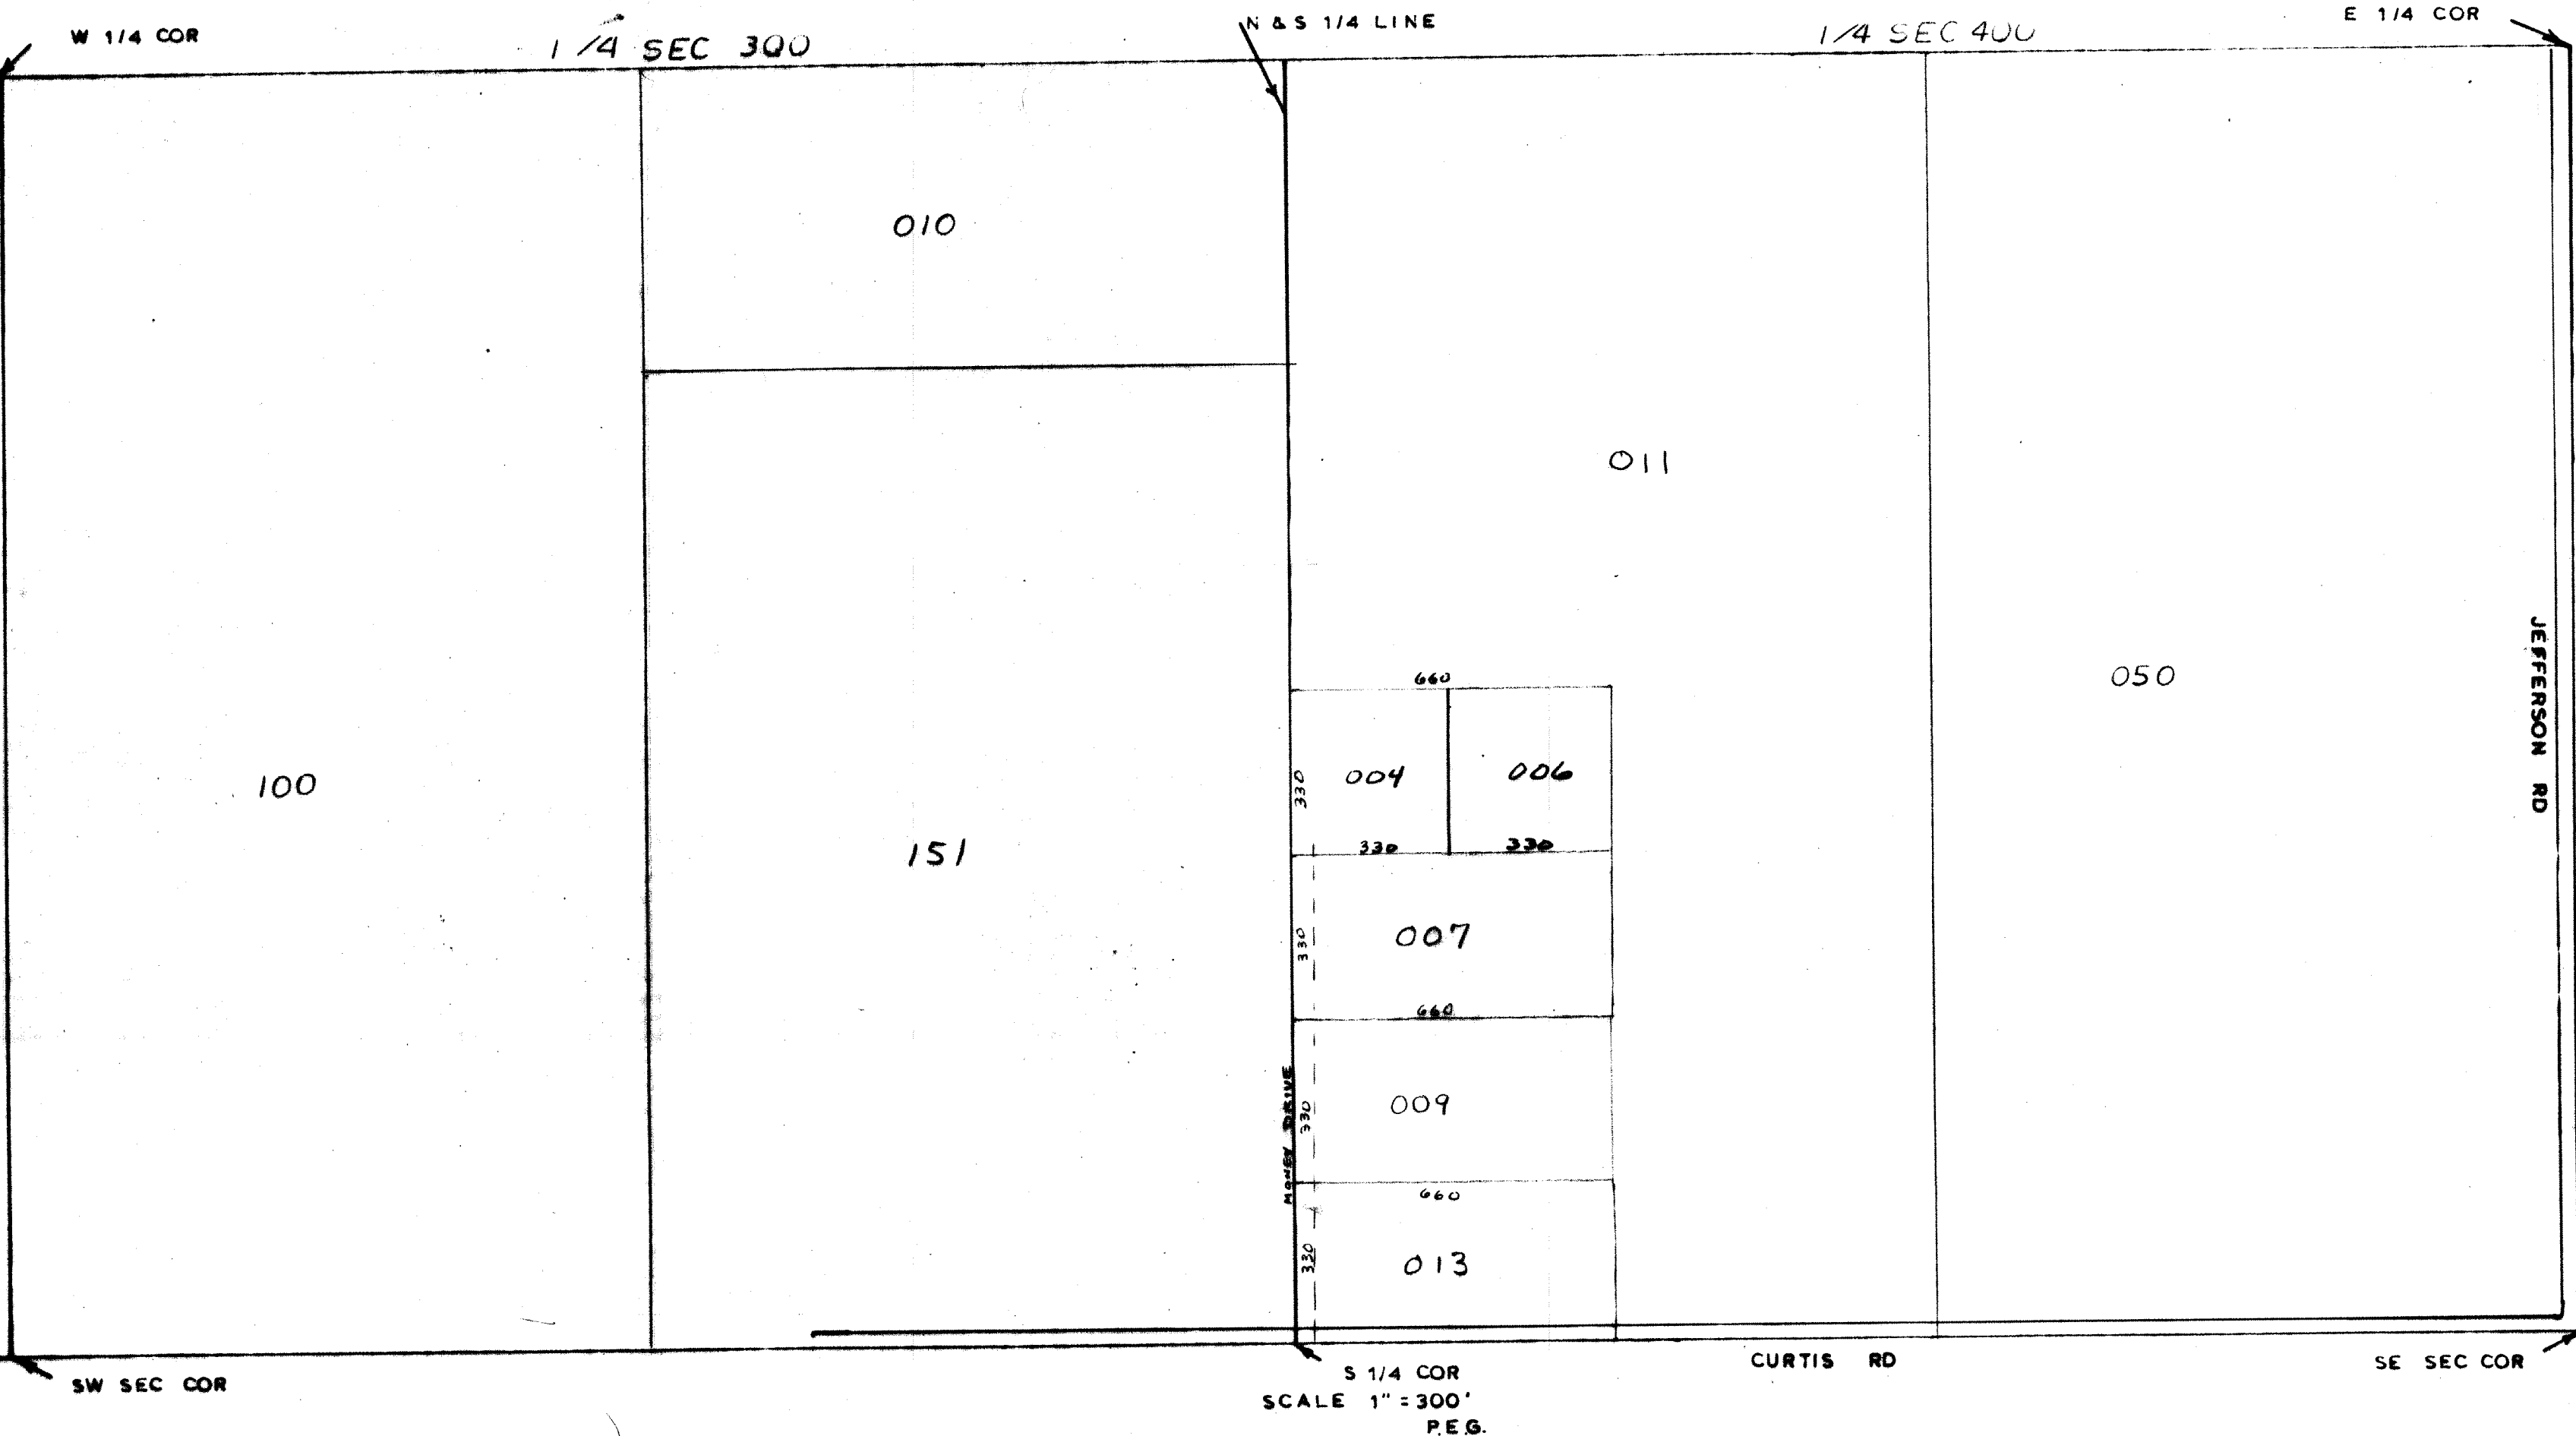 W 1/4 COR
1/4 SEC 300
N & S 1/4 LINE
1/4 SEC 400
E 1/4 COR
010
011
050
JEFFERSON RD
660
004
006
330
330
330
100
151
007
330
660
009
330
MONEY DRIVE
660
013
330
CURTIS RD
SW SEC COR
S 1/4 COR
SE SEC COR
SCALE 1" = 300'
P.E.G.